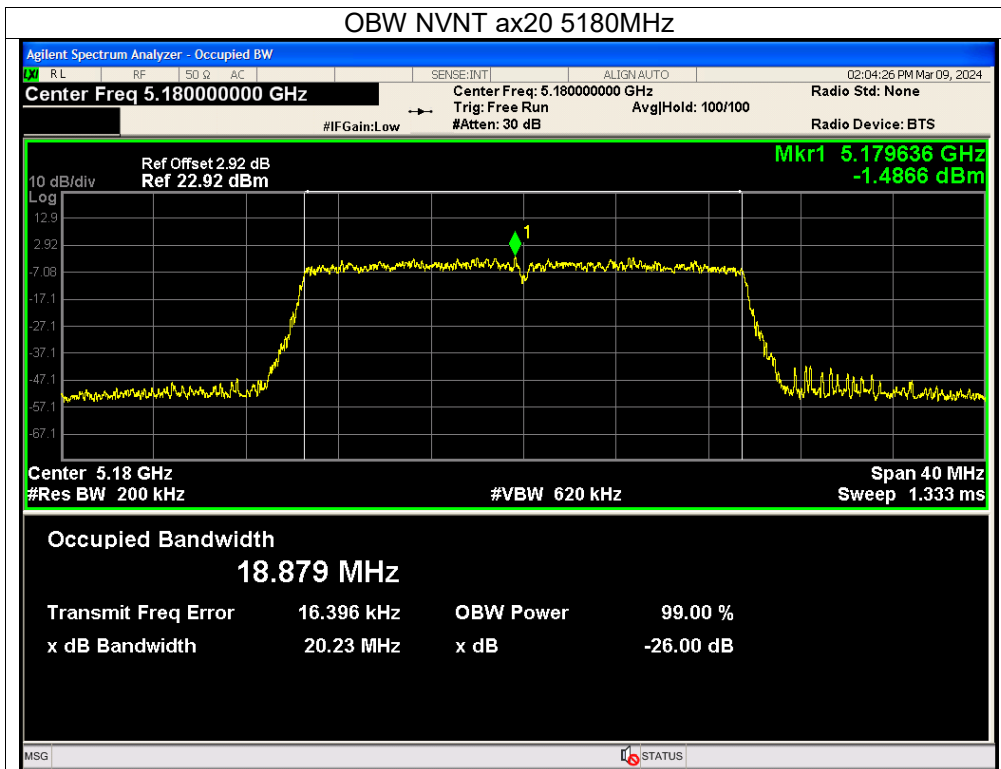 OBW NVNT ax20 5180MHz
Agilent Spectrum Analyzer - Occupied BW
LXI RL RF 50 Ω AC SENSE:INT ALIGN AUTO 02:04:26 PM Mar 09, 2024
Center Freq 5.180000000 GHz Center Freq: 5.180000000 GHz Radio Std: None
Trig: Free Run Avg|Hold: 100/100
#IFGain:Low #Atten: 30 dB Radio Device: BTS
Mkr1 5.179636 GHz
-1.4866 dBm
Ref Offset 2.92 dB
10 dB/div Ref 22.92 dBm
Log
12.9
2.92
-7.08
-17.1
-27.1
-37.1
-47.1
-57.1
-67.1
1
Center 5.18 GHz Span 40 MHz
#Res BW 200 kHz #VBW 620 kHz Sweep 1.333 ms
Occupied Bandwidth
18.879 MHz
Transmit Freq Error 16.396 kHz OBW Power 99.00 %
x dB Bandwidth 20.23 MHz x dB -26.00 dB
MSG STATUS